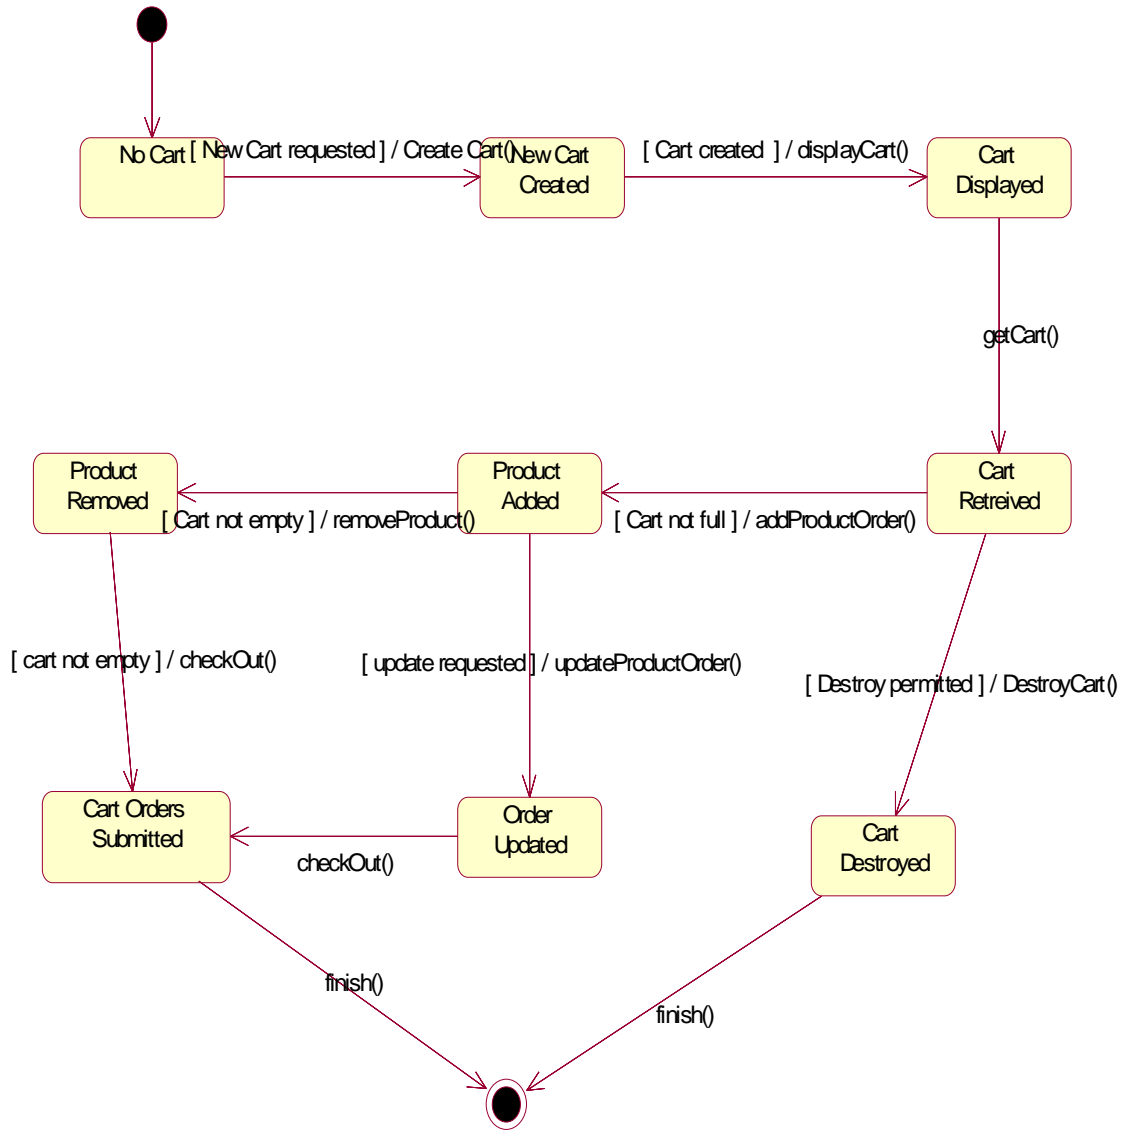 No Cart
[ New Cart requested ] / Create Cart()
New Cart
Created
[ Cart created ] / displayCart()
Cart
Displayed
getCart()
Product
Removed
[ Cart not empty ] / removeProduct()
Product
Added
[ Cart not full ] / addProductOrder()
Cart
Retreived
[ cart not empty ] / checkOut()
[ update requested ] / updateProductOrder()
[ Destroy permitted ] / DestroyCart()
Cart Orders
Submitted
checkOut()
Order
Updated
Cart
Destroyed
finish()
finish()